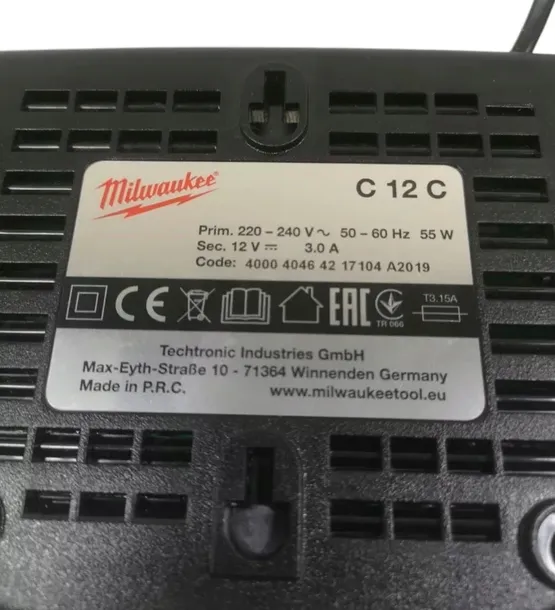 Milwaukee
C 12 C
Prim. 220 – 240 V ~ 50 – 60 Hz 55 W
Sec. 12 V ⎓ 3.0 A
Code: 4000 4046 42 17104 A2019
CE EAC TR 066 T3.15A
Techtronic Industries GmbH
Max-Eyth-Straße 10 - 71364 Winnenden Germany
Made in P.R.C. www.milwaukeetool.eu